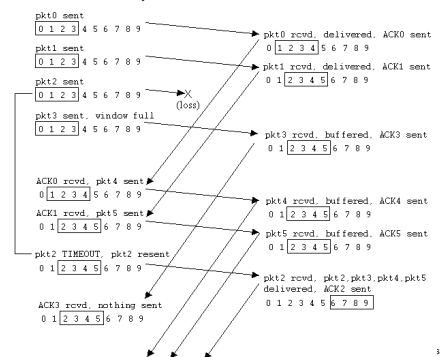 pkt0 sent
0 1 2 3 4 5 6 7 8 9
pkt1 sent
0 1 2 3 4 5 6 7 8 9
pkt2 sent
0 1 2 3 4 5 6 7 8 9
X
(loss)
pkt3 sent, window full
0 1 2 3 4 5 6 7 8 9
ACK0 rcvd, pkt4 sent
0 1 2 3 4 5 6 7 8 9
ACK1 rcvd, pkt5 sent
0 1 2 3 4 5 6 7 8 9
pkt2 TIMEOUT, pkt2 resent
0 1 2 3 4 5 6 7 8 9
ACK3 rcvd, nothing sent
0 1 2 3 4 5 6 7 8 9
pkt0 rcvd, delivered, ACK0 sent
0 1 2 3 4 5 6 7 8 9
pkt1 rcvd, delivered, ACK1 sent
0 1 2 3 4 5 6 7 8 9
pkt3 rcvd, buffered, ACK3 sent
0 1 2 3 4 5 6 7 8 9
pkt4 rcvd, buffered, ACK4 sent
0 1 2 3 4 5 6 7 8 9
pkt5 rcvd, buffered, ACK5 sent
0 1 2 3 4 5 6 7 8 9
pkt2 rcvd, pkt2,pkt3,pkt4,pkt5
delivered, ACK2 sent
0 1 2 3 4 5 6 7 8 9